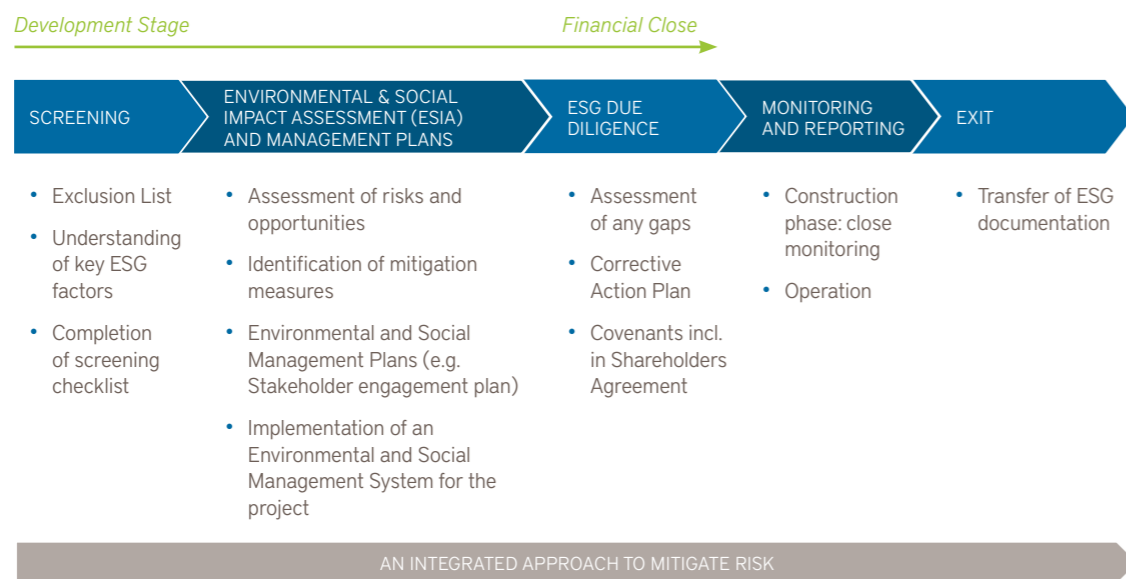 Development Stage
Financial Close
SCREENING
ENVIRONMENTAL & SOCIAL
IMPACT ASSESSMENT (ESIA)
AND MANAGEMENT PLANS
ESG DUE
DILIGENCE
MONITORING
AND REPORTING
EXIT
• Exclusion List
• Understanding
of key ESG
factors
• Completion
of screening
checklist
• Assessment of risks and
opportunities
• Identification of mitigation
measures
• Environmental and Social
Management Plans (e.g.
Stakeholder engagement plan)
• Implementation of an
Environmental and Social
Management System for the
project
• Assessment
of any gaps
• Corrective
Action Plan
• Covenants incl.
in Shareholders
Agreement
• Construction
phase: close
monitoring
• Operation
• Transfer of ESG
documentation
AN INTEGRATED APPROACH TO MITIGATE RISK